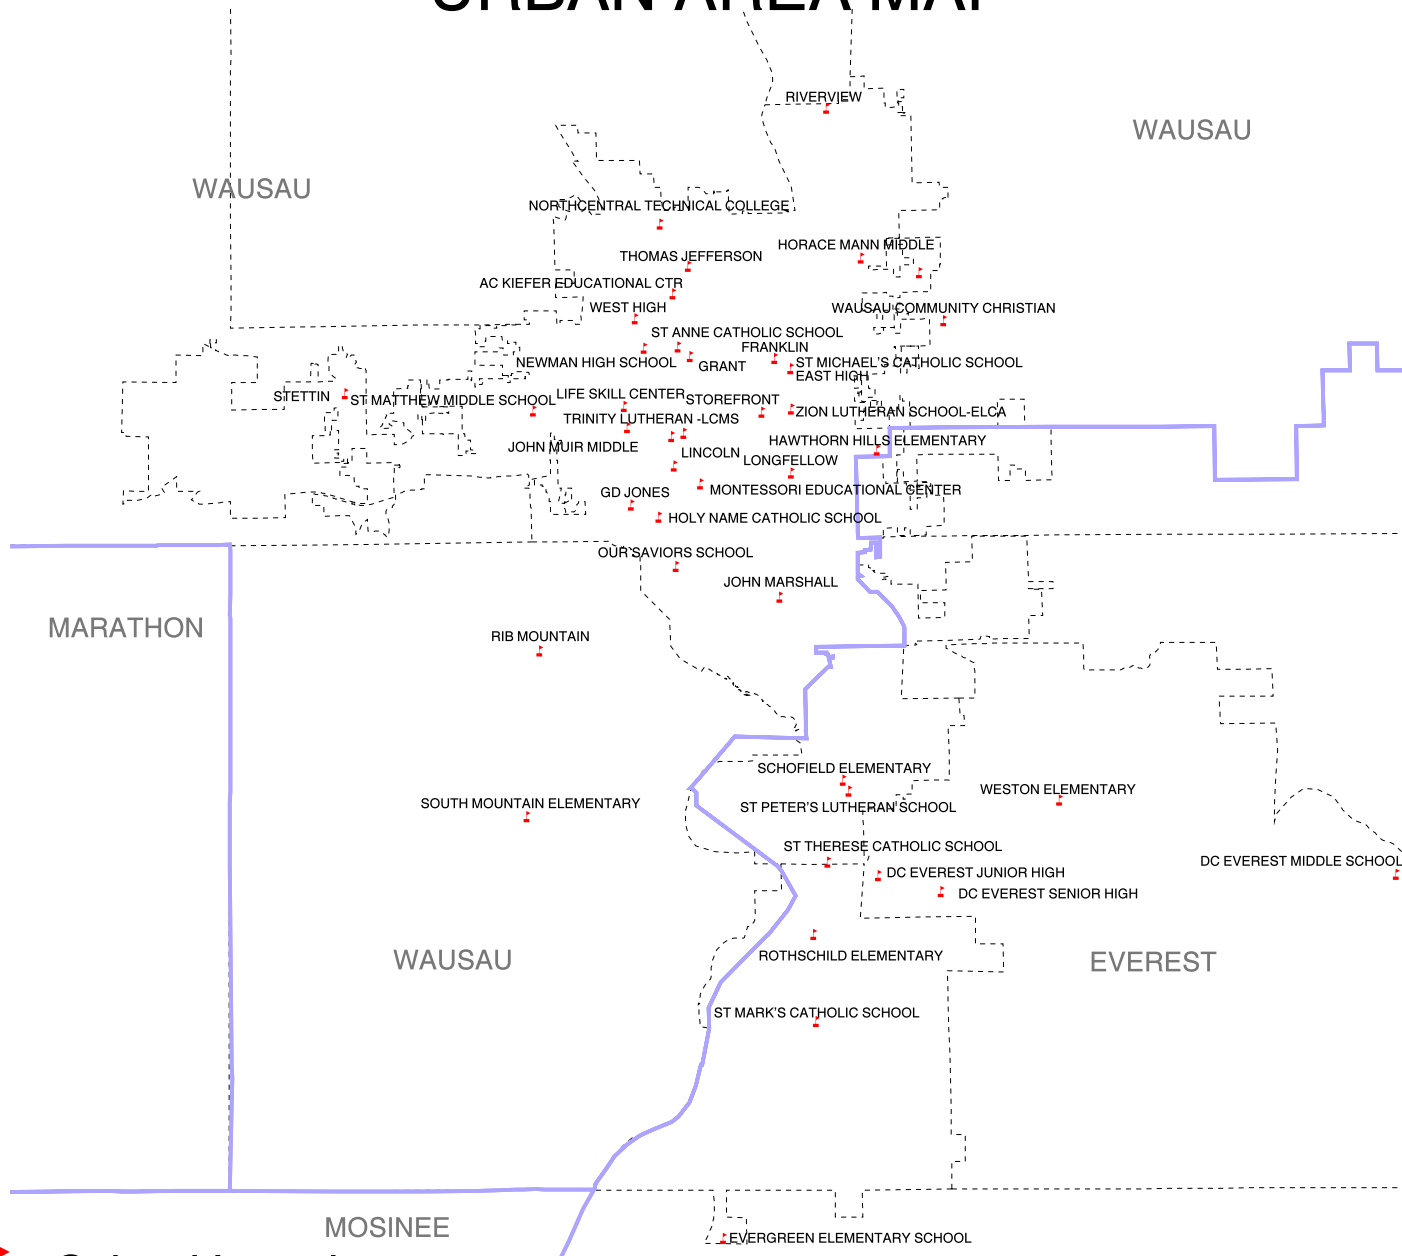 URBAN AREA MAP
RIVERVIEW
WAUSAU
WAUSAU
NORTHCENTRAL TECHNICAL COLLEGE
HORACE MANN MIDDLE
THOMAS JEFFERSON
AC KIEFER EDUCATIONAL CTR
WEST HIGH
WAUSAU COMMUNITY CHRISTIAN
ST ANNE CATHOLIC SCHOOL
FRANKLIN
NEWMAN HIGH SCHOOL
GRANT
ST MICHAEL'S CATHOLIC SCHOOL
EAST HIGH
STETTIN
ST MATTHEW MIDDLE SCHOOL
LIFE SKILL CENTER
STOREFRONT
ZION LUTHERAN SCHOOL-ELCA
TRINITY LUTHERAN -LCMS
HAWTHORN HILLS ELEMENTARY
JOHN MUIR MIDDLE
LINCOLN
LONGFELLOW
GD JONES
MONTESSORI EDUCATIONAL CENTER
HOLY NAME CATHOLIC SCHOOL
OUR SAVIORS SCHOOL
JOHN MARSHALL
MARATHON
RIB MOUNTAIN
SCHOFIELD ELEMENTARY
WESTON ELEMENTARY
SOUTH MOUNTAIN ELEMENTARY
ST PETER'S LUTHERAN SCHOOL
ST THERESE CATHOLIC SCHOOL
DC EVEREST MIDDLE SCHOOL
DC EVEREST JUNIOR HIGH
DC EVEREST SENIOR HIGH
ROTHSCHILD ELEMENTARY
WAUSAU
EVEREST
ST MARK'S CATHOLIC SCHOOL
MOSINEE
EVERGREEN ELEMENTARY SCHOOL